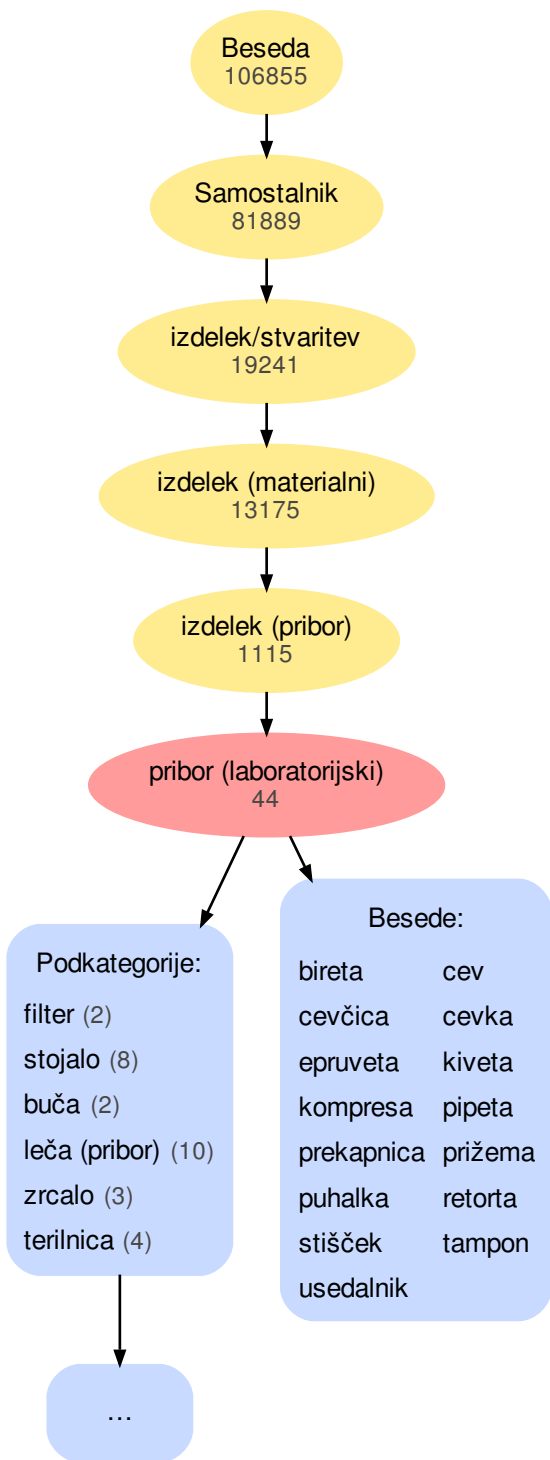 Beseda
106855
Samostalnik
81889
izdelek/stvaritev
19241
izdelek (materialni)
13175
izdelek (pribor)
1115
pribor (laboratorijski)
44
Podkategorije:
filter (2)
stojalo (8)
buča (2)
leča (pribor) (10)
zrcalo (3)
terilnica (4)
...
Besede:
bireta cev
cevčica cevka
epruveta kiveta
kompresa pipeta
prekapnica prižema
puhalka retorta
stišček tampon
usedalnik